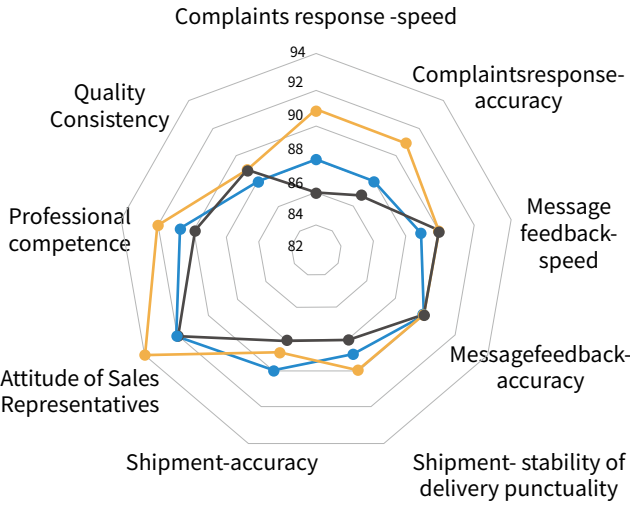 Complaints response -speed
94
Complaintsresponse-
accuracy
Quality
Consistency
92
90
88
86
84
82
Message
feedback-
speed
Professional
competence
Messagefeedback-
accuracy
Attitude of Sales
Representatives
Shipment-accuracy
Shipment- stability of
delivery punctuality